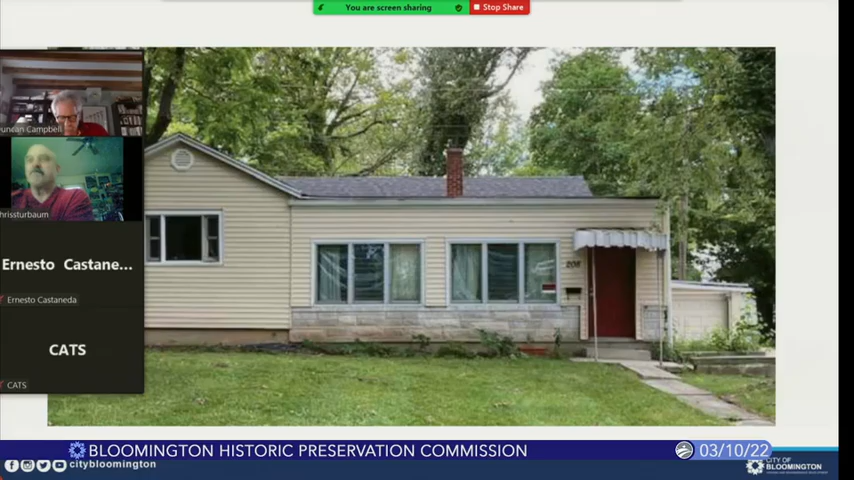 You are screen sharing
Stop Share
Duncan Campbell
chrissturbaum
Ernesto Castane...
Ernesto Castaneda
CATS
CATS
208
BLOOMINGTON HISTORIC PRESERVATION COMMISSION
03/10/22
citybloomington
CITY OF
BLOOMINGTON